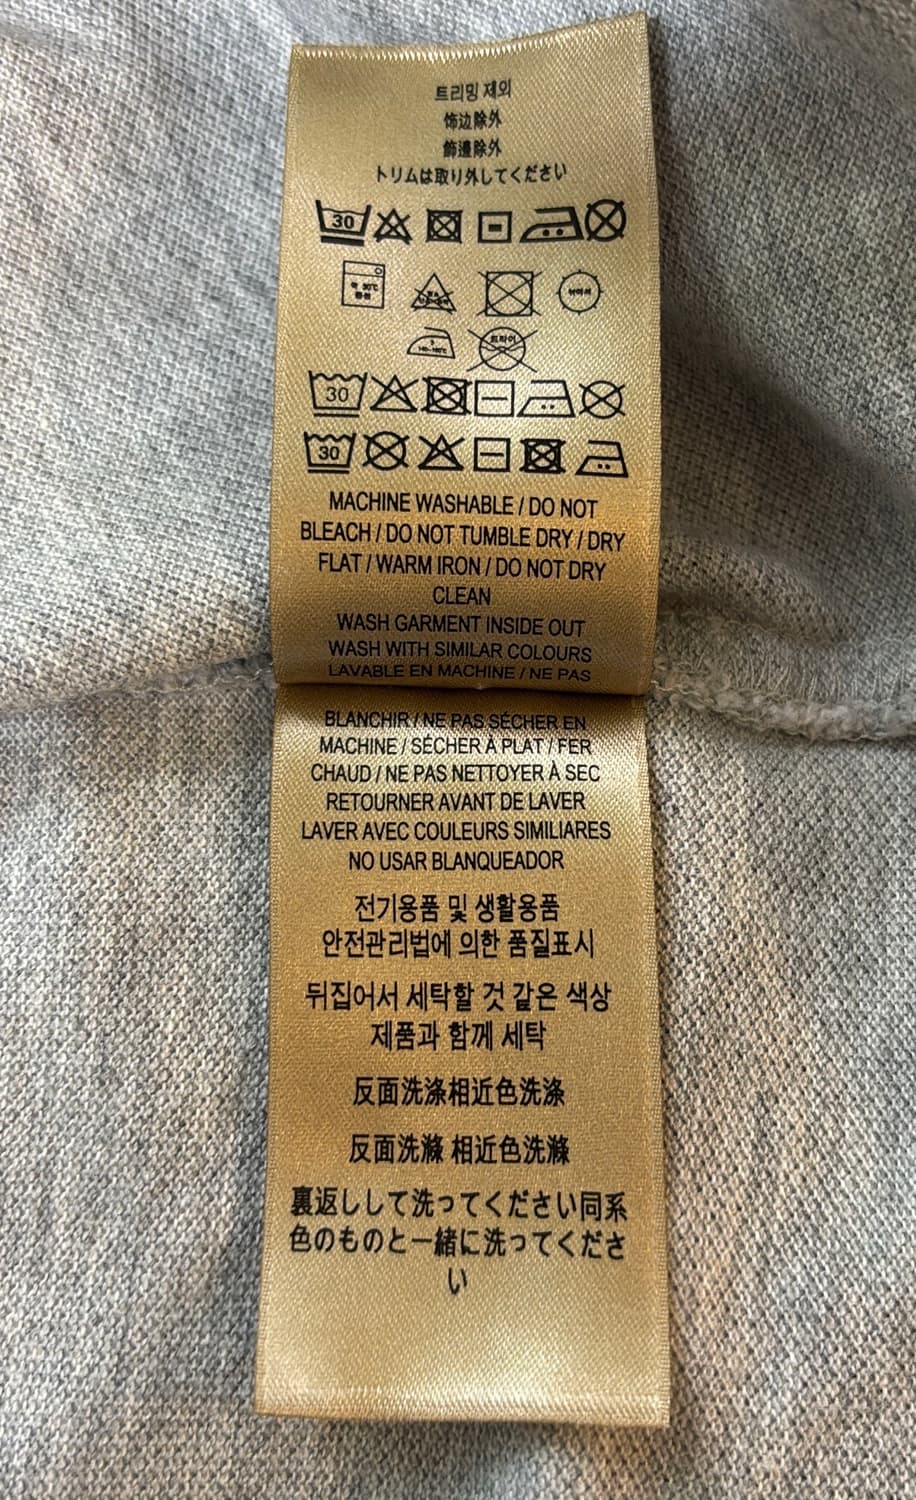 트리밍 제외
饰边除外
飾邊除外
トリムは取り外してください
30
30
30
MACHINE WASHABLE / DO NOT
BLEACH / DO NOT TUMBLE DRY / DRY
FLAT / WARM IRON / DO NOT DRY
CLEAN
WASH GARMENT INSIDE OUT
WASH WITH SIMILAR COLOURS
LAVABLE EN MACHINE / NE PAS
BLANCHIR / NE PAS SÉCHER EN
MACHINE / SÉCHER À PLAT / FER
CHAUD / NE PAS NETTOYER À SEC
RETOURNER AVANT DE LAVER
LAVER AVEC COULEURS SIMILIARES
NO USAR BLANQUEADOR
전기용품 및 생활용품
안전관리법에 의한 품질표시
뒤집어서 세탁할 것 같은 색상
제품과 함께 세탁
反面洗涤相近色洗涤
反面洗滌 相近色洗滌
裏返しして洗ってください同系
色のものと一緒に洗ってくださ
い